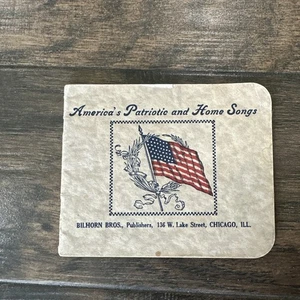 America's Patriotic and Home Songs
BILHORN BROS., Publishers, 136 W. Lake Street, CHICAGO, ILL.